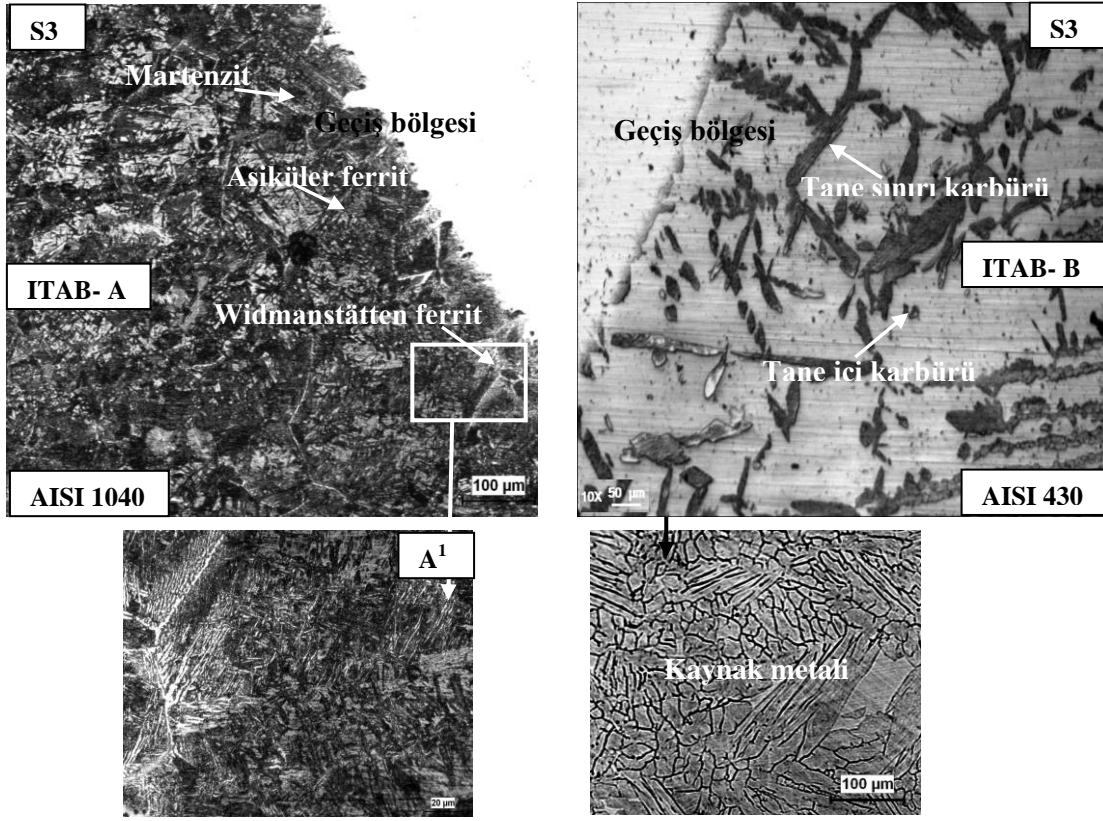 S3
Martenzit
Geçiş bölgesi
Asiküler ferrit
ITAB- A
Widmanstätten ferrit
100 µm
AISI 1040
S3
Geçiş bölgesi
Tane sınırı karbürü
ITAB- B
Tane ici karbürü
10X 50 µm
AISI 430
A¹
20 µm
Kaynak metali
100 µm